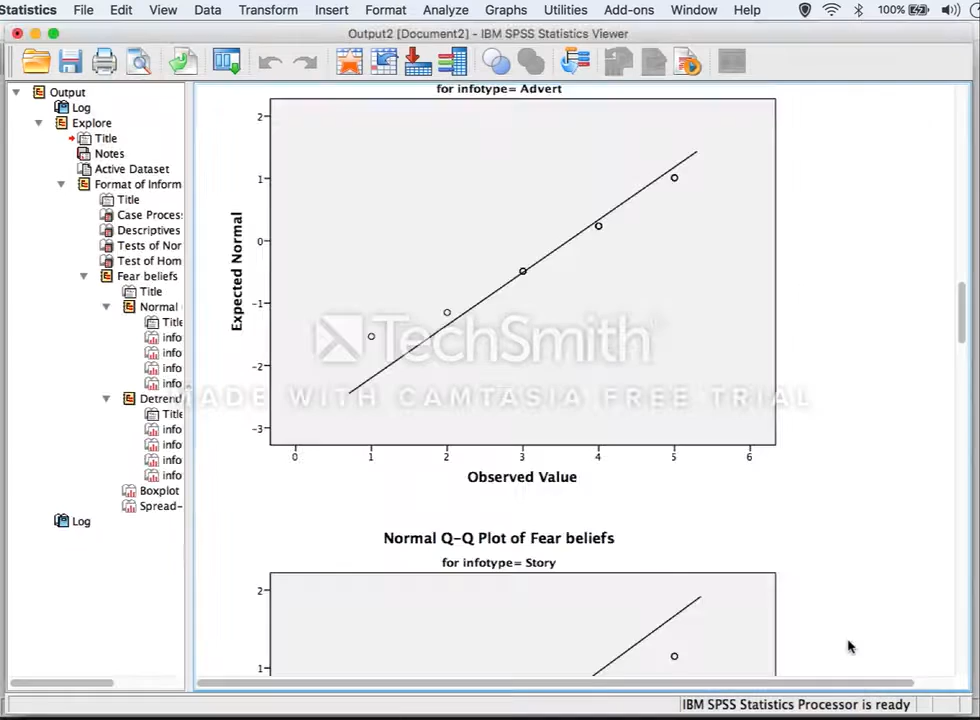 Statistics File Edit View Data Transform Insert Format Analyze Graphs Utilities Add-ons Window Help 100%
Output2 [Document2] - IBM SPSS Statistics Viewer
Output
Log
Explore
Title
Notes
Active Dataset
Format of Inform
Title
Case Process
Descriptives
Tests of Nor
Test of Hom
Fear beliefs
Title
Normal
Title
info
info
info
info
Detrend
Title
info
info
info
info
Boxplot
Spread-
Log
for infotype= Advert
2
1
0
-1
-2
-3
Expected Normal
0 1 2 3 4 5 6
Observed Value
TechSmith
MADE WITH CAMTASIA FREE TRIAL
Normal Q-Q Plot of Fear beliefs
for infotype= Story
2
1
IBM SPSS Statistics Processor is ready